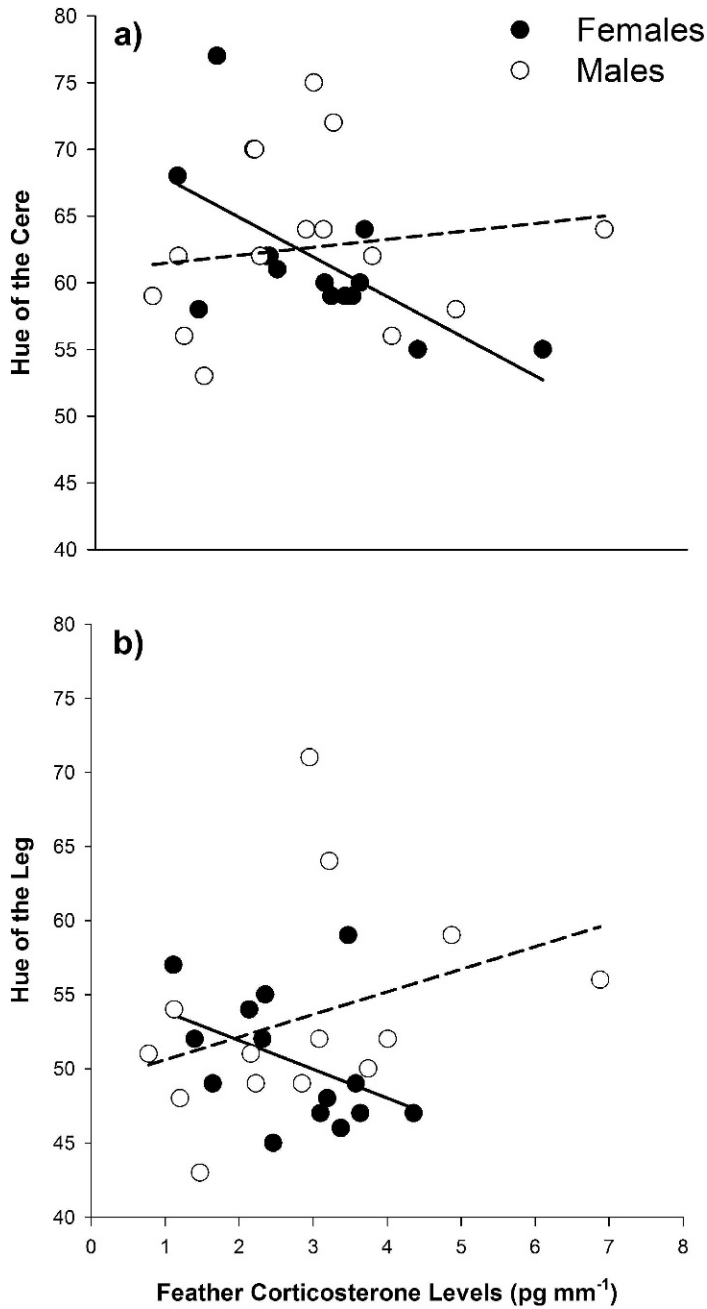 80
a)
Females
75
Males
70
65
60
55
50
45
40
Hue of the Cere
80
b)
75
70
65
60
55
50
45
40
Hue of the Leg
0 1 2 3 4 5 6 7 8
Feather Corticosterone Levels (pg mm⁻¹)